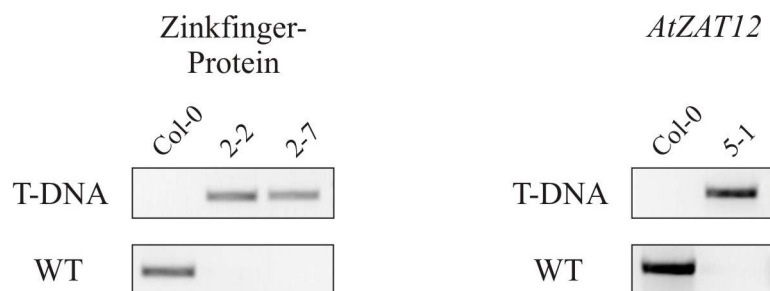 Zinkfinger-
Protein
Col-0 2-2 2-7
T-DNA
WT
AtZAT12
Col-0 5-1
T-DNA
WT